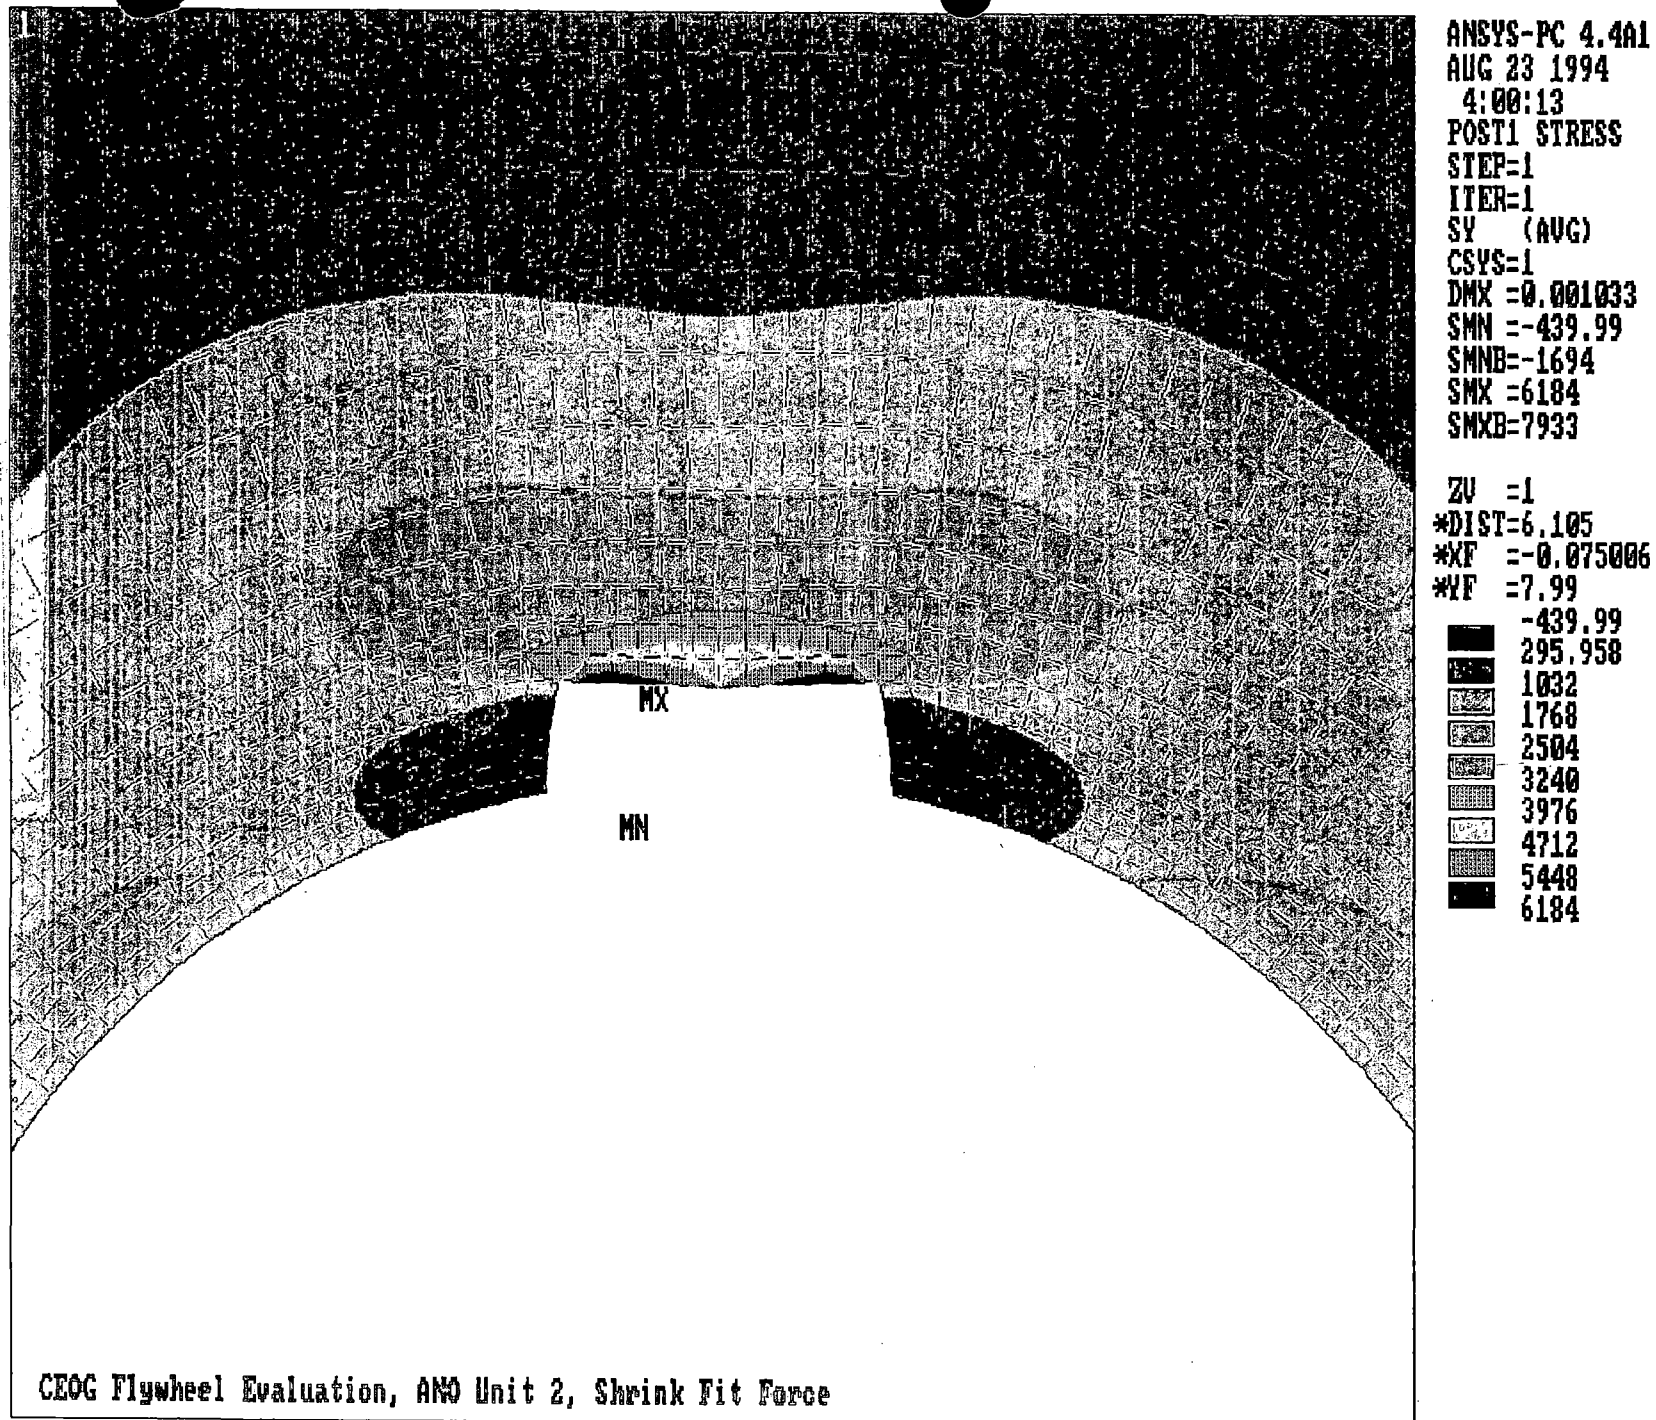 1
ANSYS-PC 4.4A1
AUG 23 1994
4:00:13
POST1 STRESS
STEP=1
ITER=1
SY (AVG)
CSYS=1
DMX =0.001033
SMN =-439.99
SMNB=-1694
SMX =6184
SMXB=7933
ZV =1
*DIST=6.105
*XF =-0.075006
*YF =7.99
-439.99
295.958
1032
1768
2504
3240
3976
4712
5448
6184
MX
MN
CEOG Flywheel Evaluation, ANO Unit 2, Shrink Fit Force